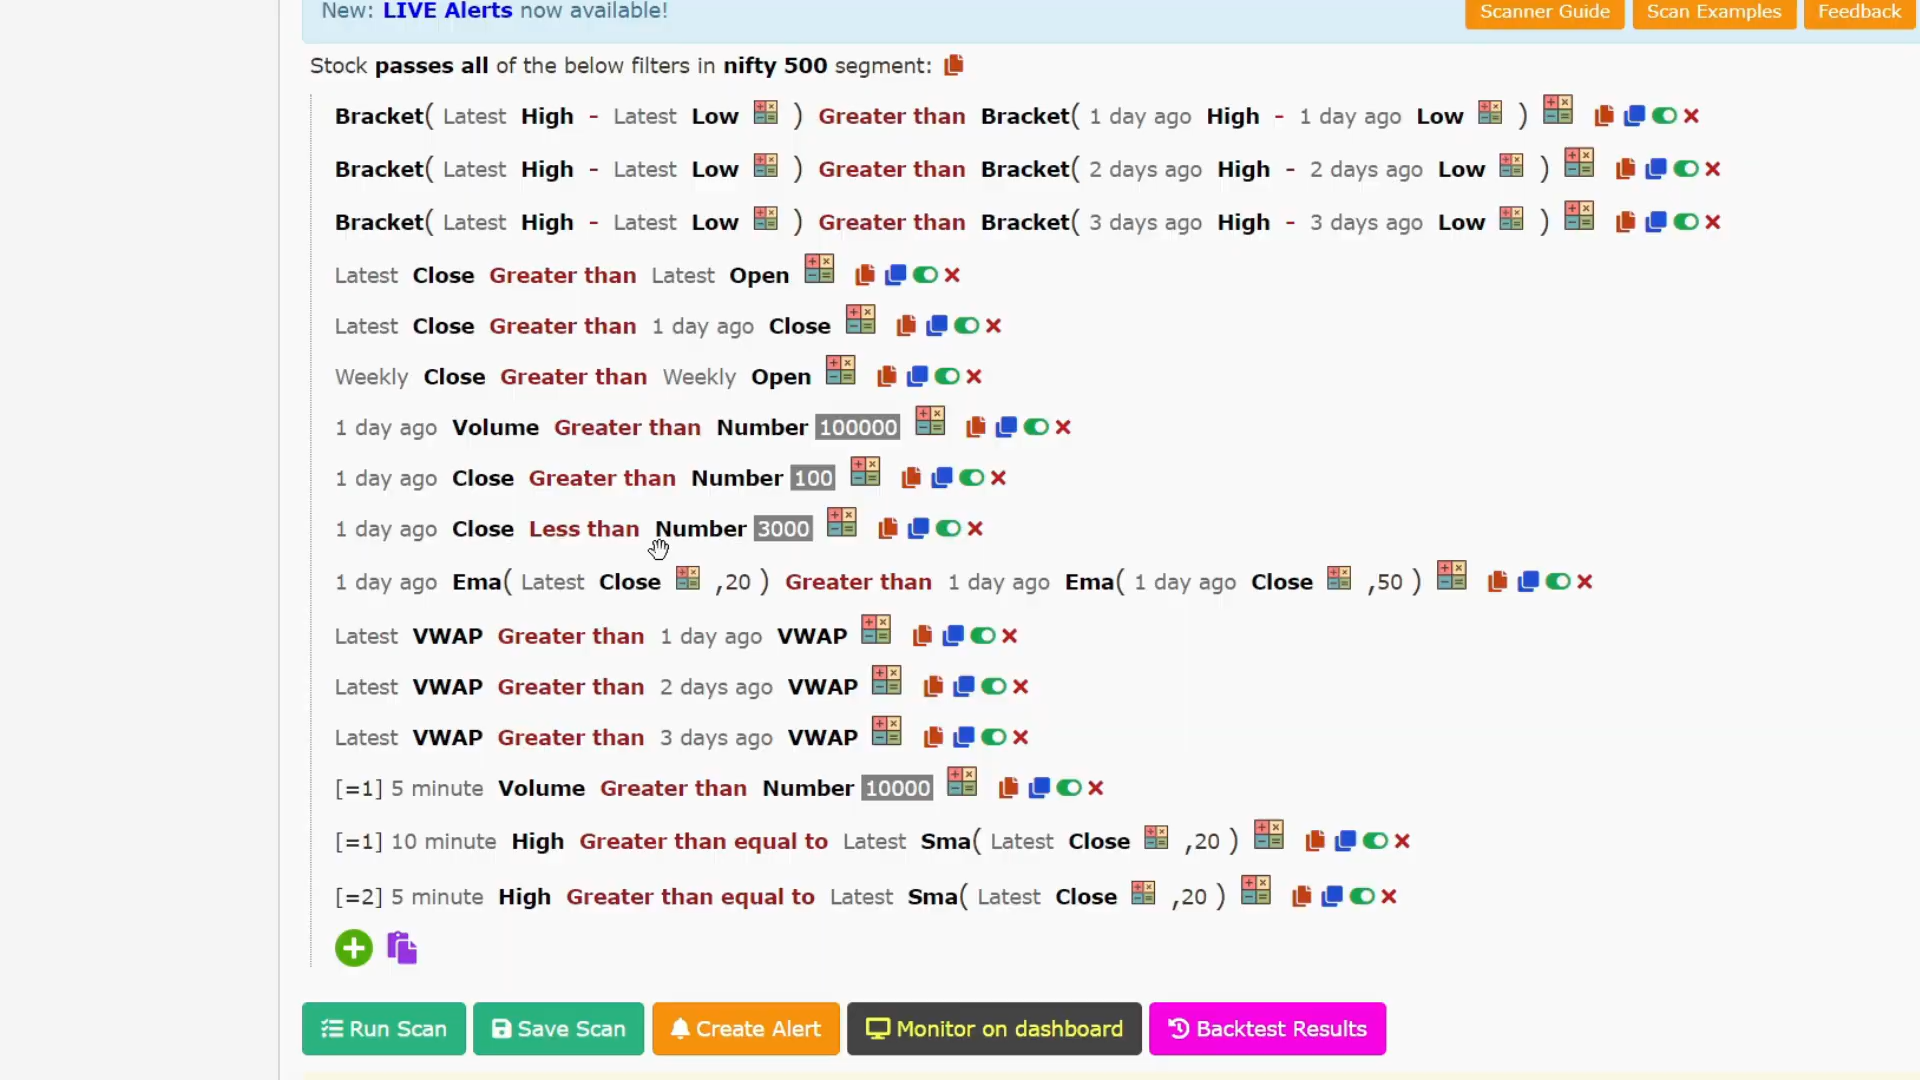 New: LIVE Alerts now available!
Scanner Guide Scan Examples Feedback
Stock passes all of the below filters in nifty 500 segment:
Bracket( Latest High - Latest Low ) Greater than Bracket( 1 day ago High - 1 day ago Low )
Bracket( Latest High - Latest Low ) Greater than Bracket( 2 days ago High - 2 days ago Low )
Bracket( Latest High - Latest Low ) Greater than Bracket( 3 days ago High - 3 days ago Low )
Latest Close Greater than Latest Open
Latest Close Greater than 1 day ago Close
Weekly Close Greater than Weekly Open
1 day ago Volume Greater than Number 100000
1 day ago Close Greater than Number 100
1 day ago Close Less than Number 3000
1 day ago Ema( Latest Close ,20 ) Greater than 1 day ago Ema( 1 day ago Close ,50 )
Latest VWAP Greater than 1 day ago VWAP
Latest VWAP Greater than 2 days ago VWAP
Latest VWAP Greater than 3 days ago VWAP
[=1] 5 minute Volume Greater than Number 10000
[=1] 10 minute High Greater than equal to Latest Sma( Latest Close ,20 )
[=2] 5 minute High Greater than equal to Latest Sma( Latest Close ,20 )
Run Scan Save Scan Create Alert Monitor on dashboard Backtest Results